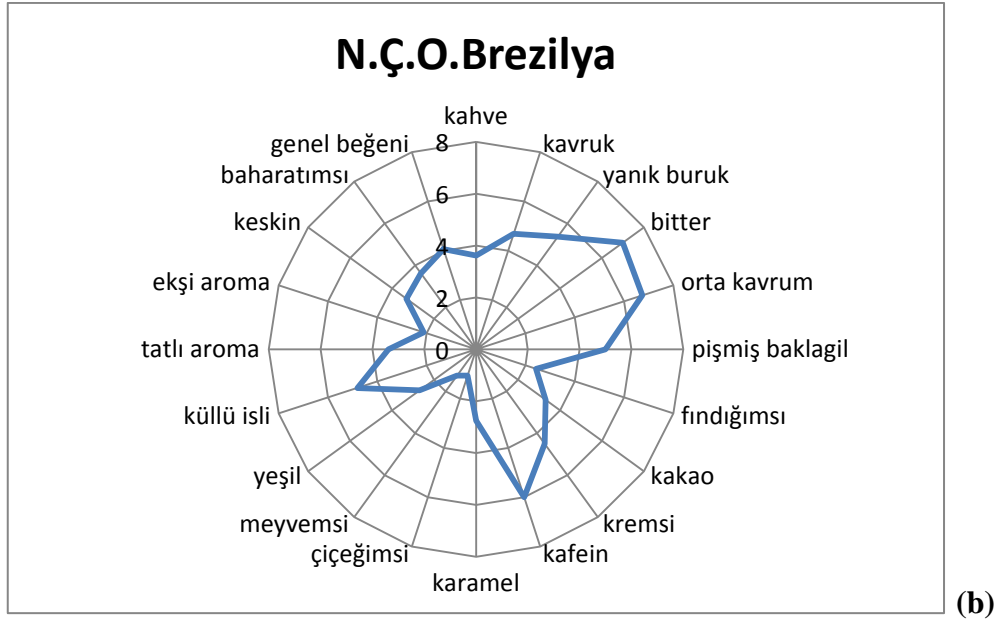 N.Ç.O.Brezilya
kahve
kavruk
yanık buruk
bitter
orta kavrum
pişmiş baklagil
fındığımsı
kakao
kremsi
kafein
karamel
çiçeğimsi
meyvemsi
yeşil
küllü isli
tatlı aroma
ekşi aroma
keskin
baharatımsı
genel beğeni
8
6
4
2
0
(b)